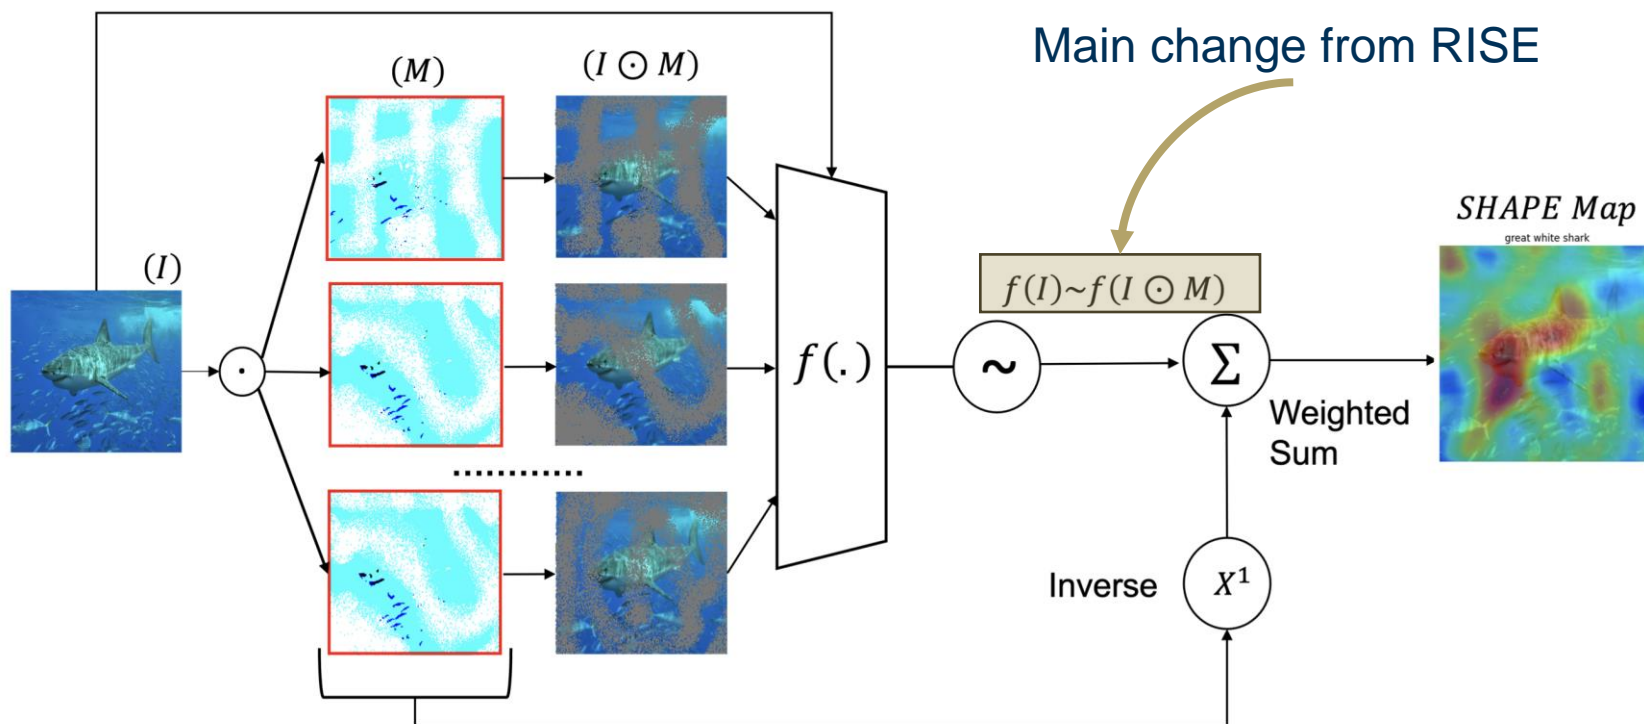 Main change from RISE
(M)
(I ⊙ M)
SHAPE Map
great white shark
(I)
f(I)~f(I ⊙ M)
·
f(.)
~
Σ
Weighted
Sum
Inverse
X¹